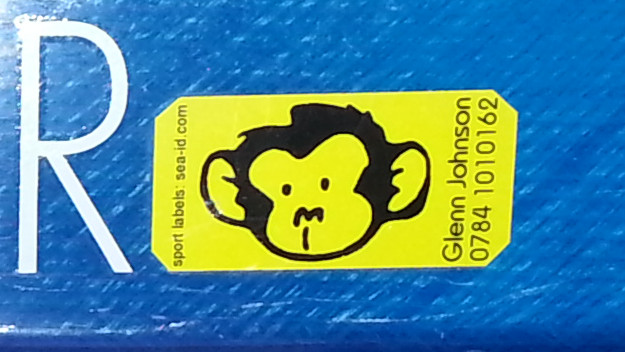 R
sport labels: sea-id.com
Glenn Johnson
0784 1010162